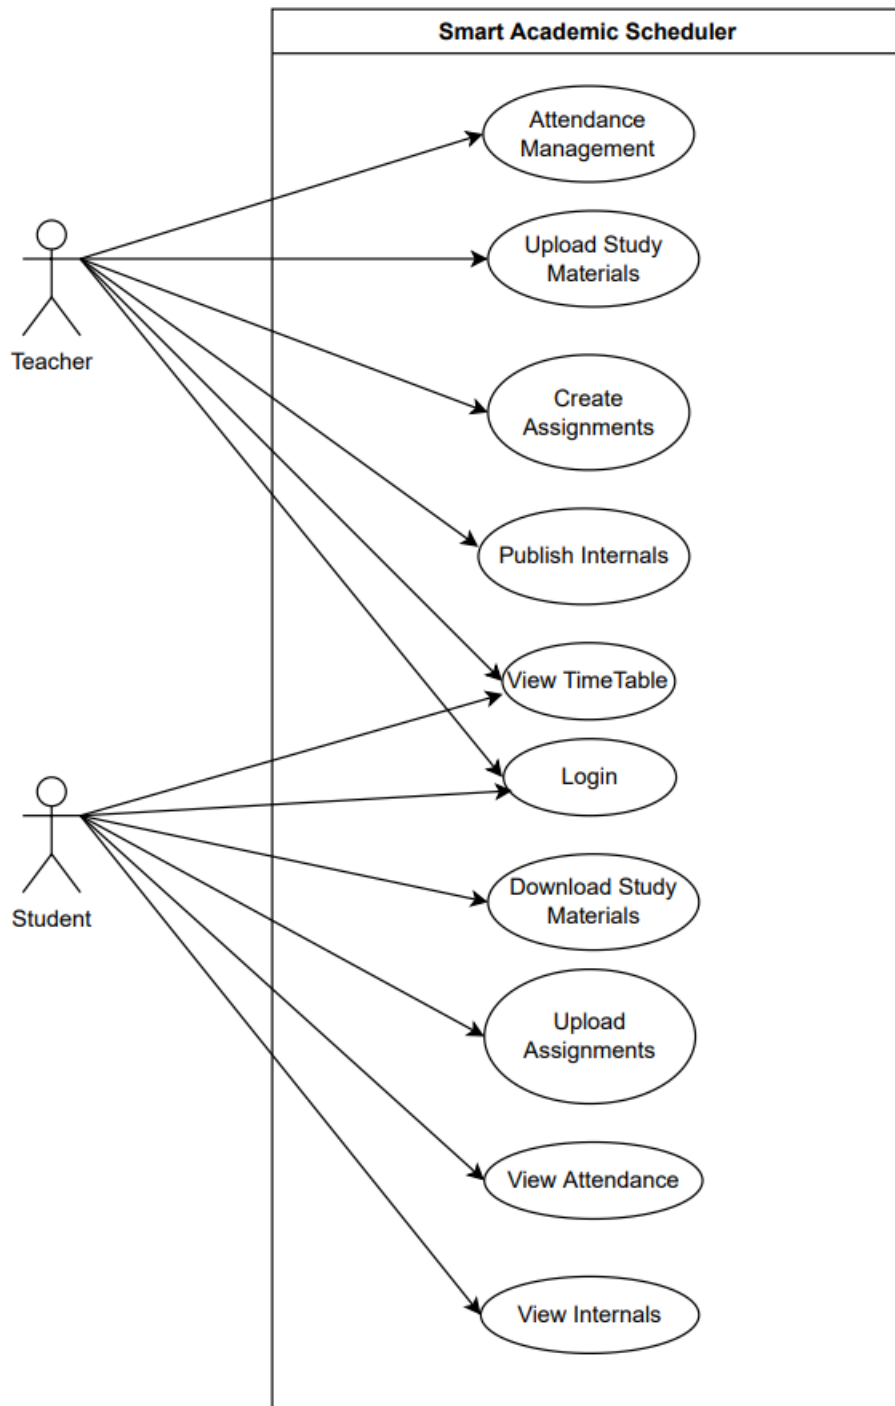 Smart Academic Scheduler
Attendance
Management
Upload Study
Materials
Teacher
Create
Assignments
Publish Internals
View TimeTable
Login
Student
Download Study
Materials
Upload
Assignments
View Attendance
View Internals